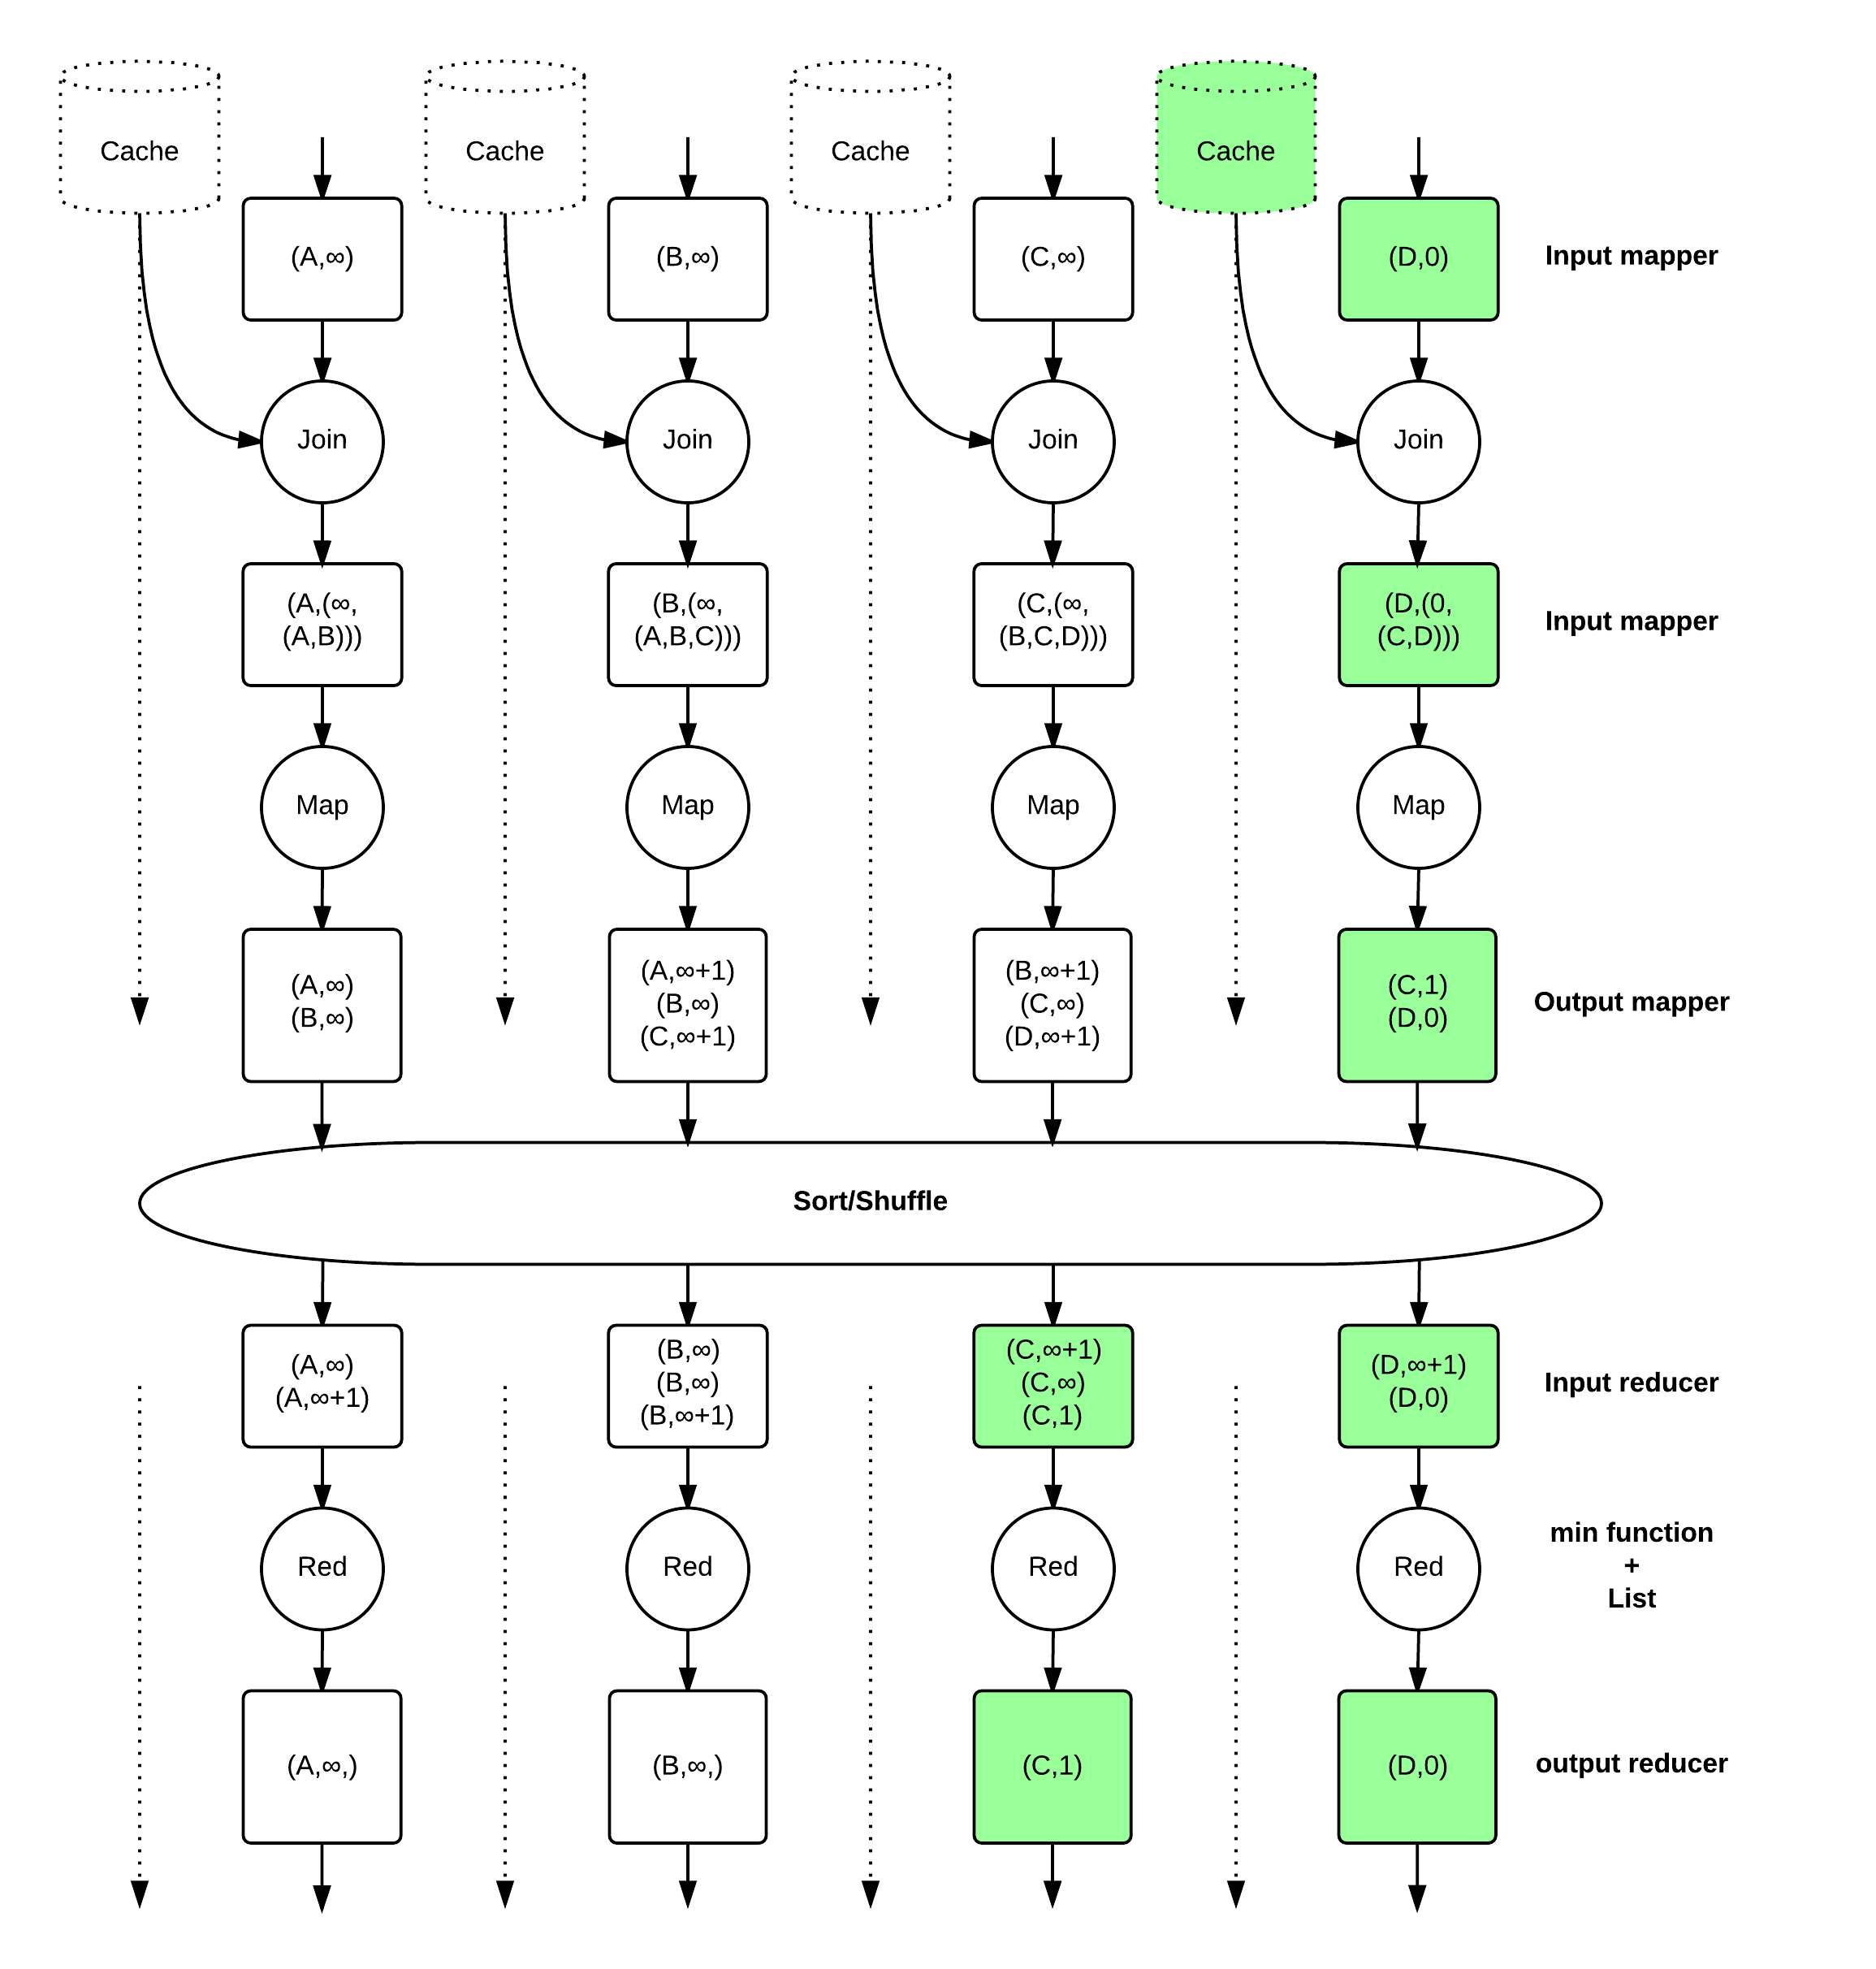 Cache
Cache
Cache
Cache
(A,∞)
(B,∞)
(C,∞)
(D,0)
Input mapper
Join
Join
Join
Join
(A,(∞,
(A,B)))
(B,(∞,
(A,B,C)))
(C,(∞,
(B,C,D)))
(D,(0,
(C,D)))
Input mapper
Map
Map
Map
Map
(A,∞)
(B,∞)
(A,∞+1)
(B,∞)
(C,∞+1)
(B,∞+1)
(C,∞)
(D,∞+1)
(C,1)
(D,0)
Output mapper
Sort/Shuffle
(A,∞)
(A,∞+1)
(B,∞)
(B,∞)
(B,∞+1)
(C,∞+1)
(C,∞)
(C,1)
(D,∞+1)
(D,0)
Input reducer
Red
Red
Red
Red
min function
+
List
(A,∞,)
(B,∞,)
(C,1)
(D,0)
output reducer